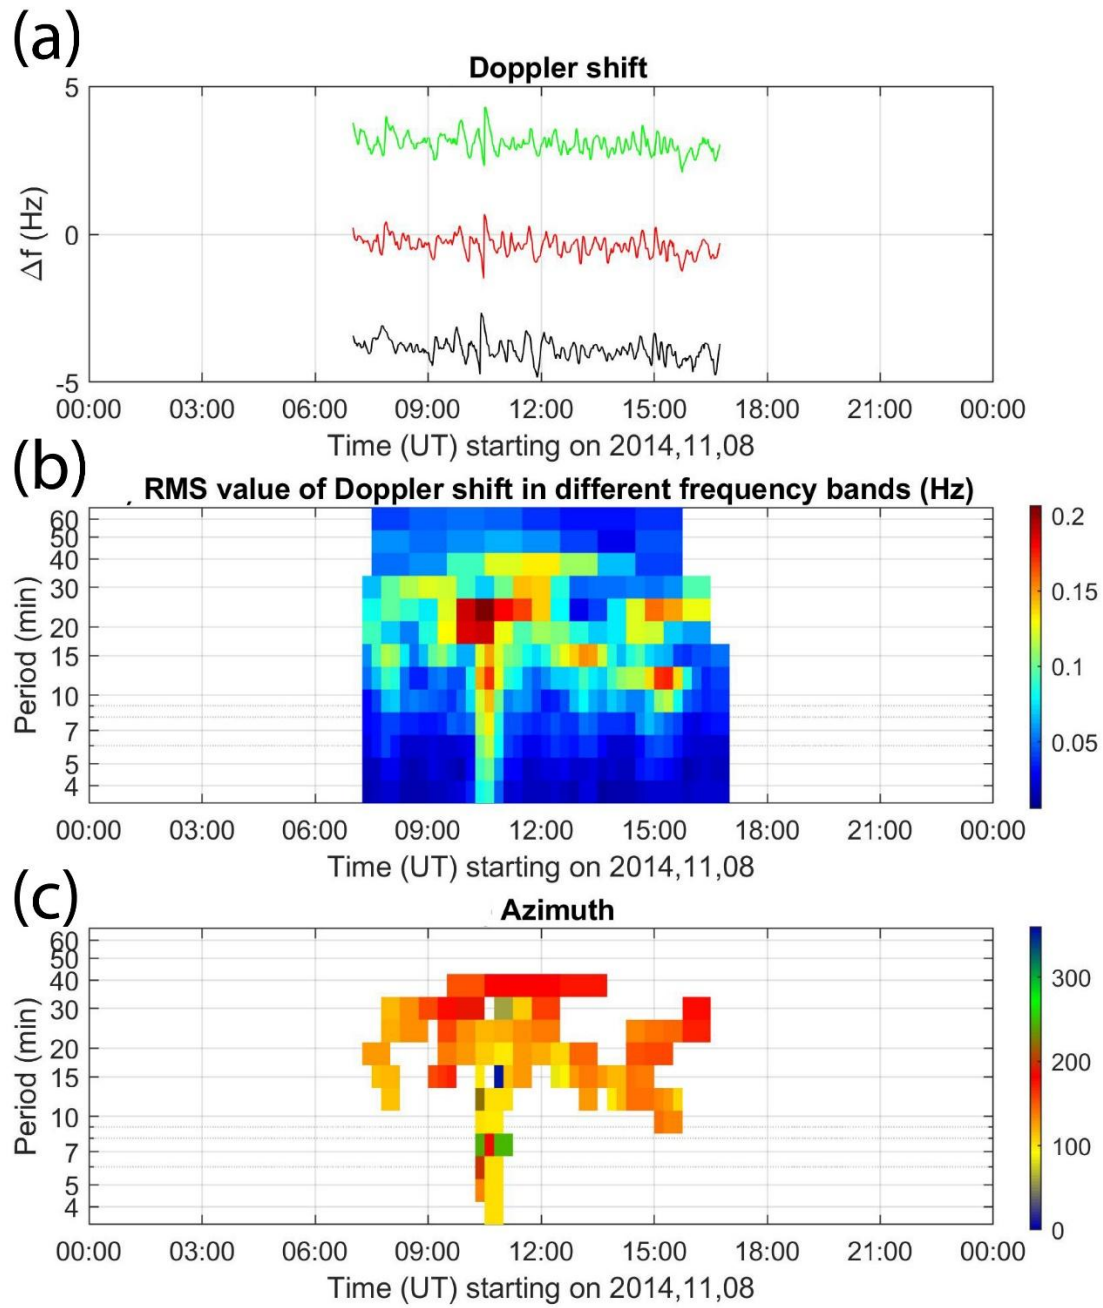 (a)
Doppler shift
5
0
-5
Δf (Hz)
00:00 03:00 06:00 09:00 12:00 15:00 18:00 21:00 00:00
Time (UT) starting on 2014,11,08
(b)
RMS value of Doppler shift in different frequency bands (Hz)
60
50
40
30
20
15
10
7
5
4
Period (min)
0.2
0.15
0.1
0.05
00:00 03:00 06:00 09:00 12:00 15:00 18:00 21:00 00:00
Time (UT) starting on 2014,11,08
(c)
Azimuth
60
50
40
30
20
15
10
7
5
4
Period (min)
300
200
100
0
00:00 03:00 06:00 09:00 12:00 15:00 18:00 21:00 00:00
Time (UT) starting on 2014,11,08